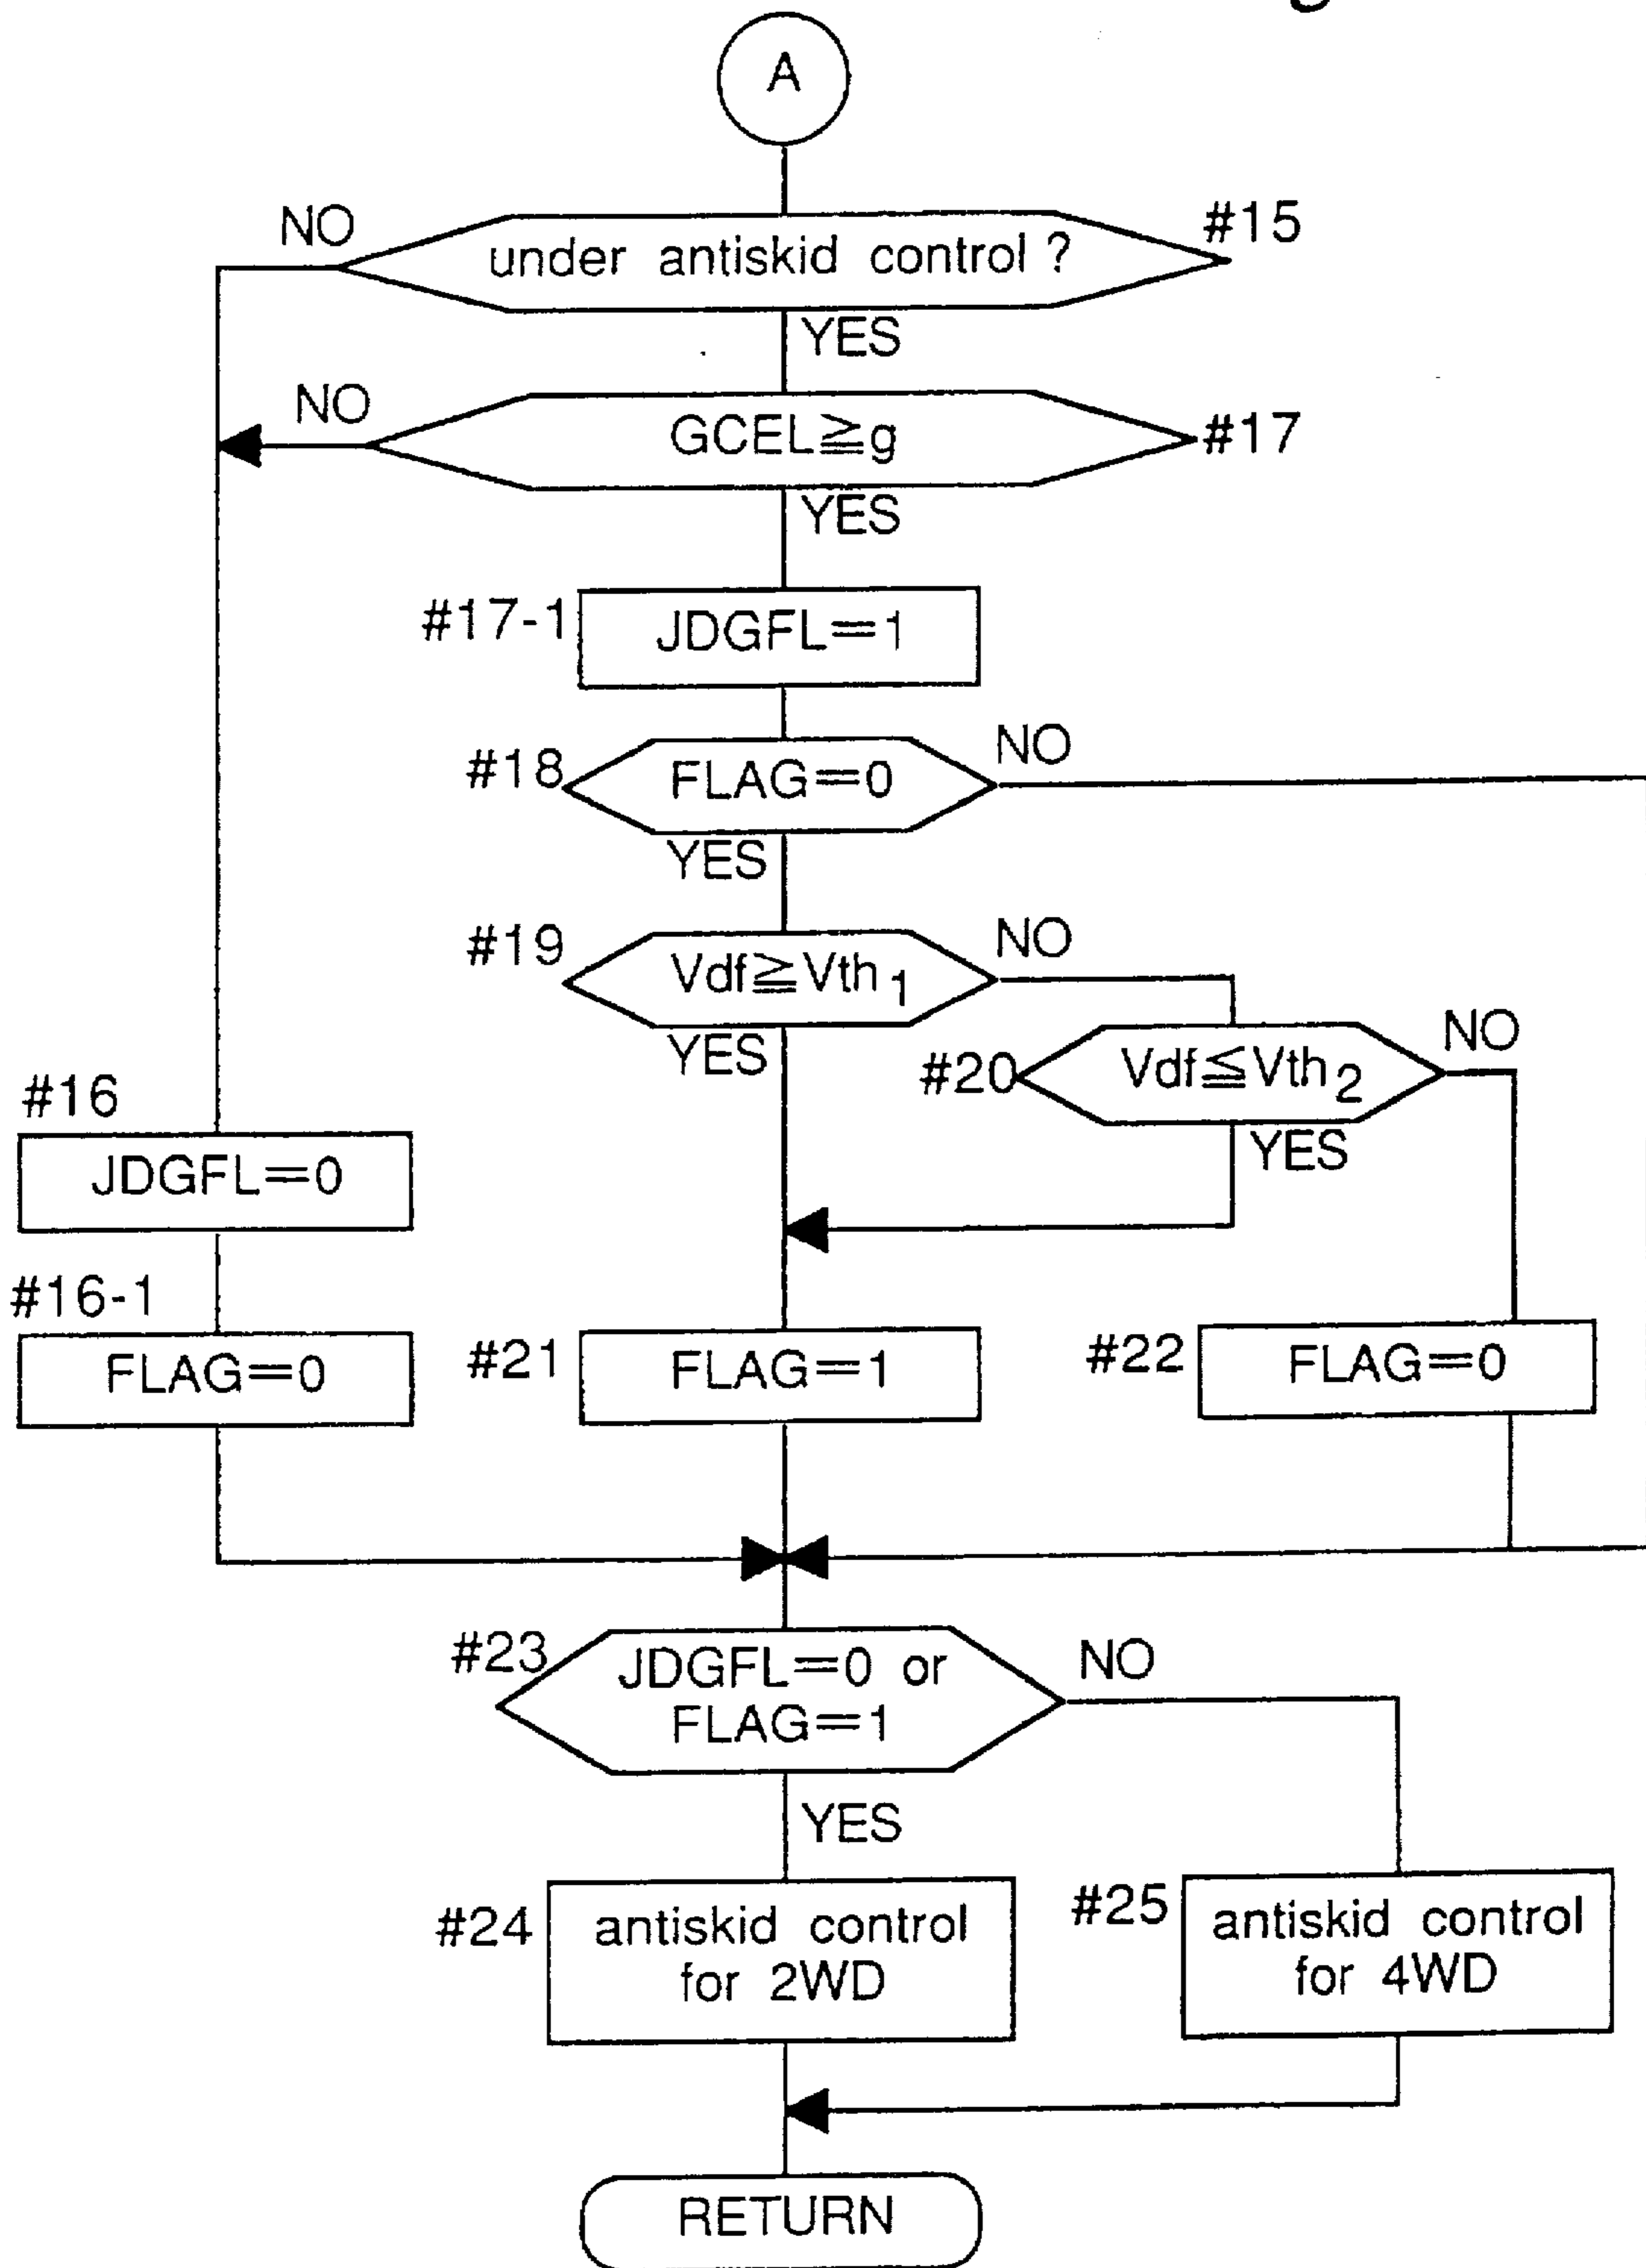 A
NO
under antiskid control ?
#15
YES
NO
GCEL≧g
#17
YES
#17-1
JDGFL=1
#18
FLAG=0
NO
YES
#19
Vdf≧Vth1
NO
YES
#20
Vdf≦Vth2
NO
YES
#16
JDGFL=0
#16-1
FLAG=0
#21
FLAG=1
#22
FLAG=0
#23
JDGFL=0 or
FLAG=1
NO
YES
#24
antiskid control
for 2WD
#25
antiskid control
for 4WD
RETURN